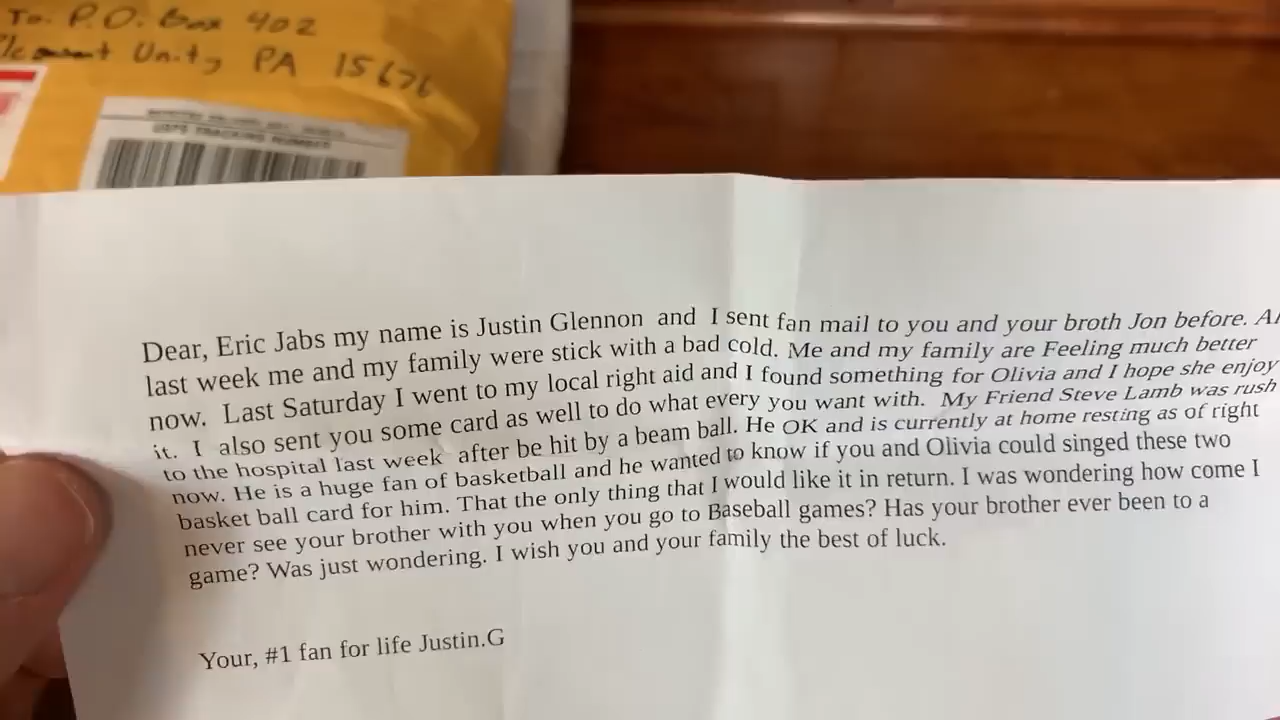 To. P.O. Box 402
Unity PA 15676
USPS TRACKING NUMBER
Dear, Eric Jabs my name is Justin Glennon and I sent fan mail to you and your broth Jon before.
last week me and my family were stick with a bad cold. Me and my family are Feeling much better
now. Last Saturday I went to my local right aid and I found something for Olivia and I hope she enjoy
it. I also sent you some card as well to do what every you want with. My Friend Steve Lamb was rush
to the hospital last week after be hit by a beam ball. He OK and is currently at home resting as of right
now. He is a huge fan of basketball and he wanted to know if you and Olivia could singed these two
basket ball card for him. That the only thing that I would like it in return. I was wondering how come I
never see your brother with you when you go to Baseball games? Has your brother ever been to a
game? Was just wondering. I wish you and your family the best of luck.
Your, #1 fan for life Justin.G